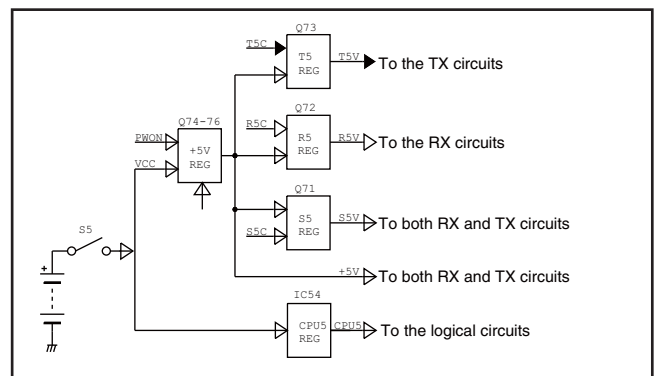 Q73
T5C
T5 REG
T5V
To the TX circuits
Q72
R5C
R5 REG
R5V
To the RX circuits
Q74-76
PWON
+5V REG
VCC
Q71
S5 REG
S5C
S5V
To both RX and TX circuits
S5
+5V
To both RX and TX circuits
+
IC54
CPU5 REG
CPU5
To the logical circuits